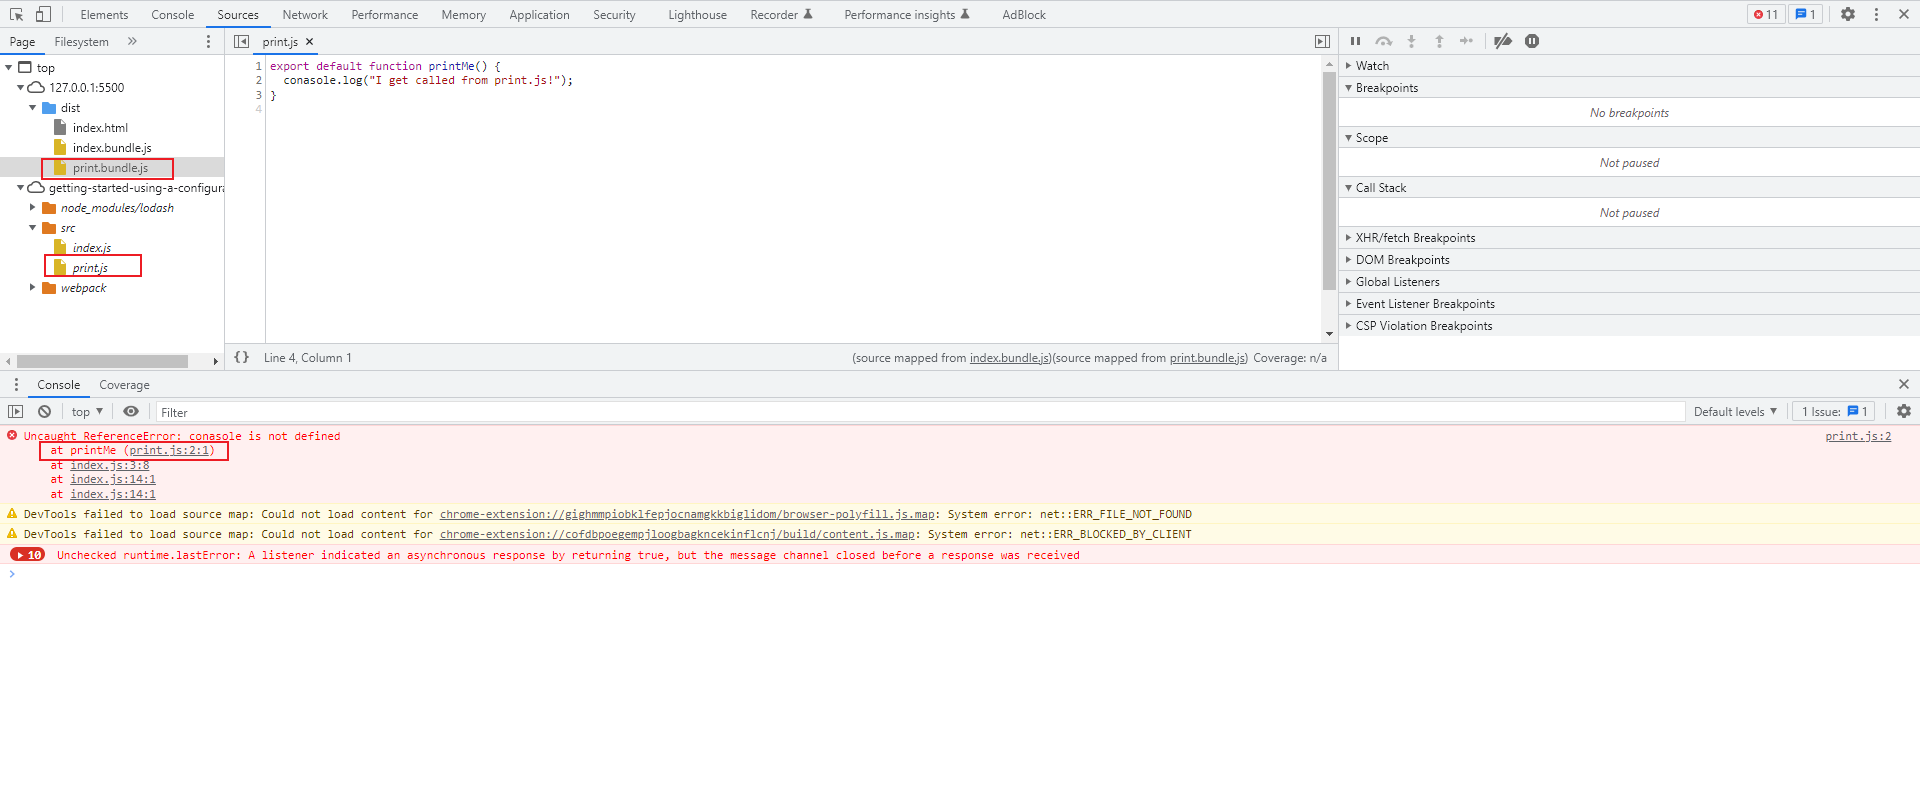 Elements Console Sources Network Performance Memory Application Security Lighthouse Recorder Performance insights AdBlock 11 1
Page Filesystem » print.js ×
top
127.0.0.1:5500
dist
index.html
index.bundle.js
print.bundle.js
getting-started-using-a-configura
node_modules/lodash
src
index.js
print.js
webpack
1 export default function printMe() {
2 conasole.log("I get called from print.js!");
3 }
4
{} Line 4, Column 1 (source mapped from index.bundle.js)(source mapped from print.bundle.js) Coverage: n/a
Watch
Breakpoints
No breakpoints
Scope
Not paused
Call Stack
Not paused
XHR/fetch Breakpoints
DOM Breakpoints
Global Listeners
Event Listener Breakpoints
CSP Violation Breakpoints
Console Coverage
top Filter Default levels 1 Issue: 1
Uncaught ReferenceError: conasole is not defined print.js:2
at printMe (print.js:2:1)
at index.js:3:8
at index.js:14:1
at index.js:14:1
DevTools failed to load source map: Could not load content for chrome-extension://gighmmpiobklfepjocnamgkkbiglidom/browser-polyfill.js.map: System error: net::ERR_FILE_NOT_FOUND
DevTools failed to load source map: Could not load content for chrome-extension://cofdbpoegempjloogbagkncekinflcnj/build/content.js.map: System error: net::ERR_BLOCKED_BY_CLIENT
10 Unchecked runtime.lastError: A listener indicated an asynchronous response by returning true, but the message channel closed before a response was received